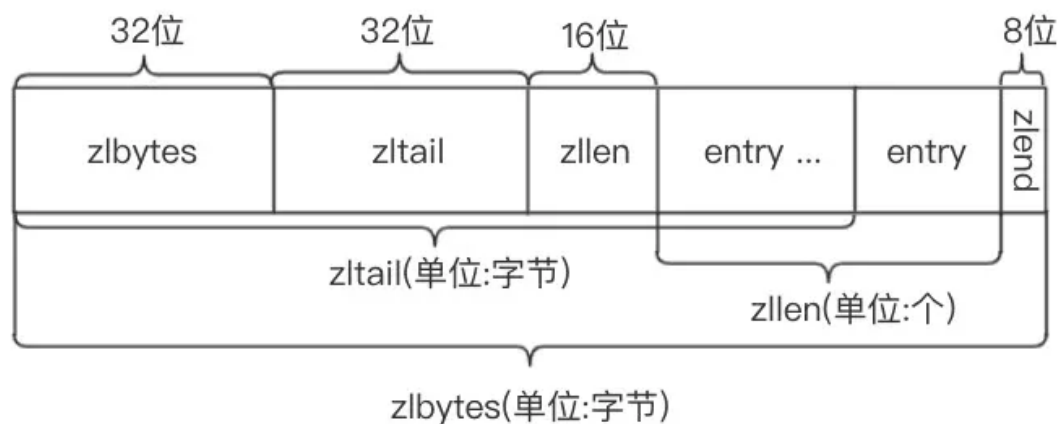 32位 32位 16位 8位
zlbytes zltail zllen entry ... entry zlend
zltail(单位:字节)
zllen(单位:个)
zlbytes(单位:字节)